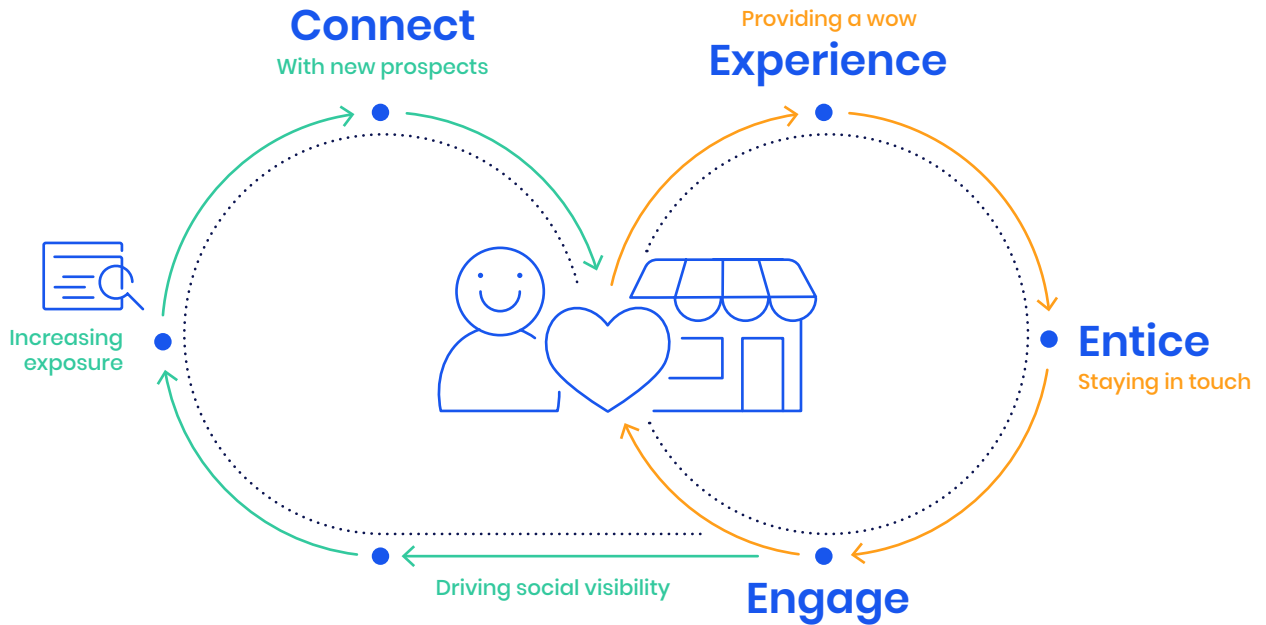 Connect
With new prospects
Providing a wow
Experience
Increasing
exposure
Entice
Staying in touch
Driving social visibility
Engage